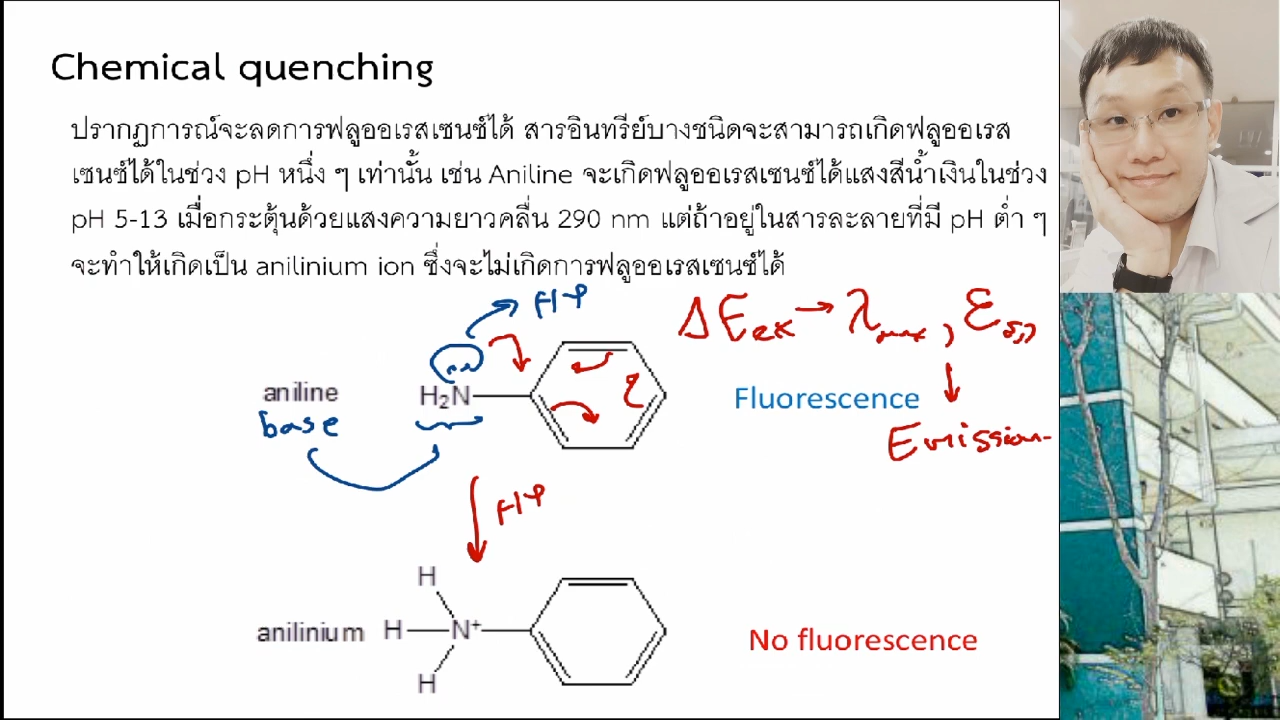 Chemical quenching
ปรากฏการณ์จะลดการฟลูออเรสเซนซ์ได้ สารอินทรีย์บางชนิดจะสามารถเกิดฟลูออเรส
เซนซ์ได้ในช่วง pH หนึ่ง ๆ เท่านั้น เช่น Aniline จะเกิดฟลูออเรสเซนซ์ได้แสงสีน้ำเงินในช่วง
pH 5-13 เมื่อกระตุ้นด้วยแสงความยาวคลื่น 290 nm แต่ถ้าอยู่ในสารละลายที่มี pH ต่ำ ๆ
จะทำให้เกิดเป็น anilinium ion ซึ่งจะไม่เกิดการฟลูออเรสเซนซ์ได้
ΔEex → λmax, ε
aniline
H2N
Fluorescence
base
Emission
H
anilinium
H
N+
No fluorescence
H